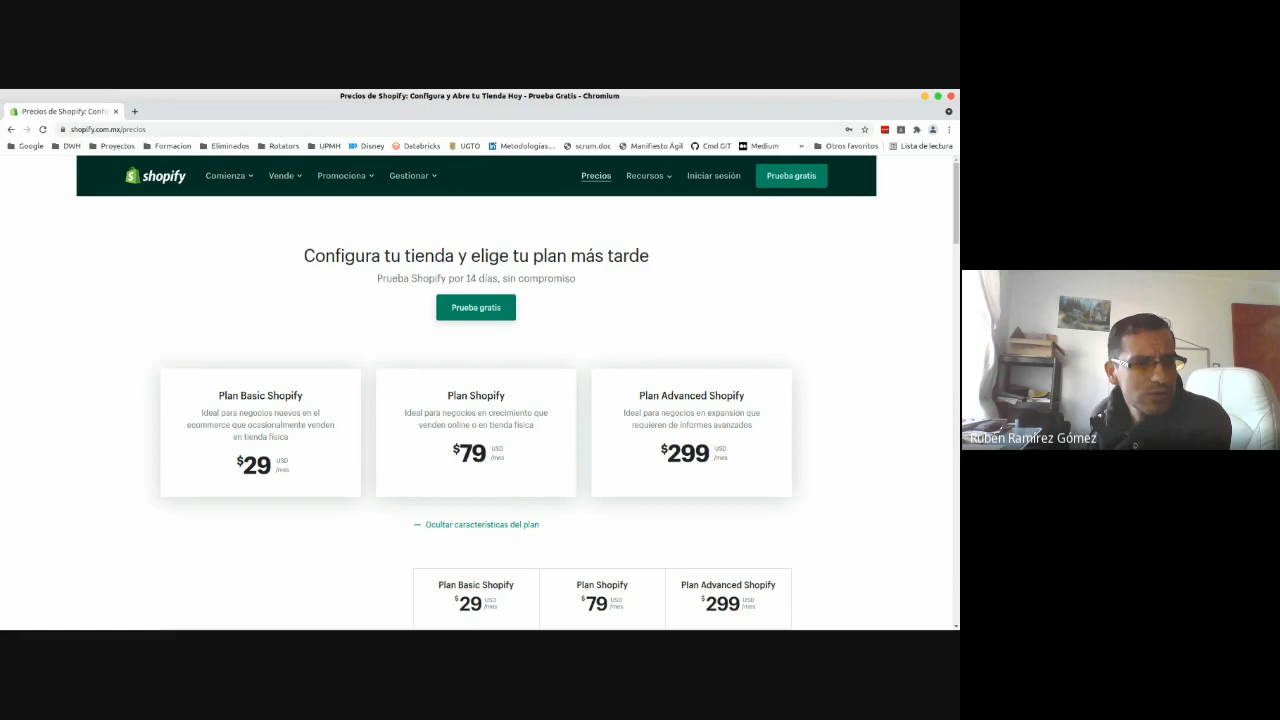 Precios de Shopify: Configura y Abre tu Tienda Hoy - Prueba Gratis - Chromium
Precios de Shopify: Confi
shopify.com.mx/precios
Google DWH Proyectos Formacion Eliminados Rotators UPMH Disney Databricks UGTO Metodologias... scrum.doc Manifiesto Ágil Cmd GIT Medium » Otros favoritos Lista de lectura
shopify Comienza Vende Promociona Gestionar Precios Recursos Iniciar sesión Prueba gratis
Configura tu tienda y elige tu plan más tarde
Prueba Shopify por 14 días, sin compromiso
Prueba gratis
Plan Basic Shopify
Ideal para negocios nuevos en el
ecommerce que ocasionalmente venden
en tienda física
$29 USD /mes
Plan Shopify
Ideal para negocios en crecimiento que
venden online o en tienda física
$79 USD /mes
Plan Advanced Shopify
Ideal para negocios en expansión que
requieren de informes avanzados
$299 USD /mes
— Ocultar características del plan
Plan Basic Shopify
$29 USD /mes
Plan Shopify
$79 USD /mes
Plan Advanced Shopify
$299 USD /mes
Rubén Ramírez Gómez